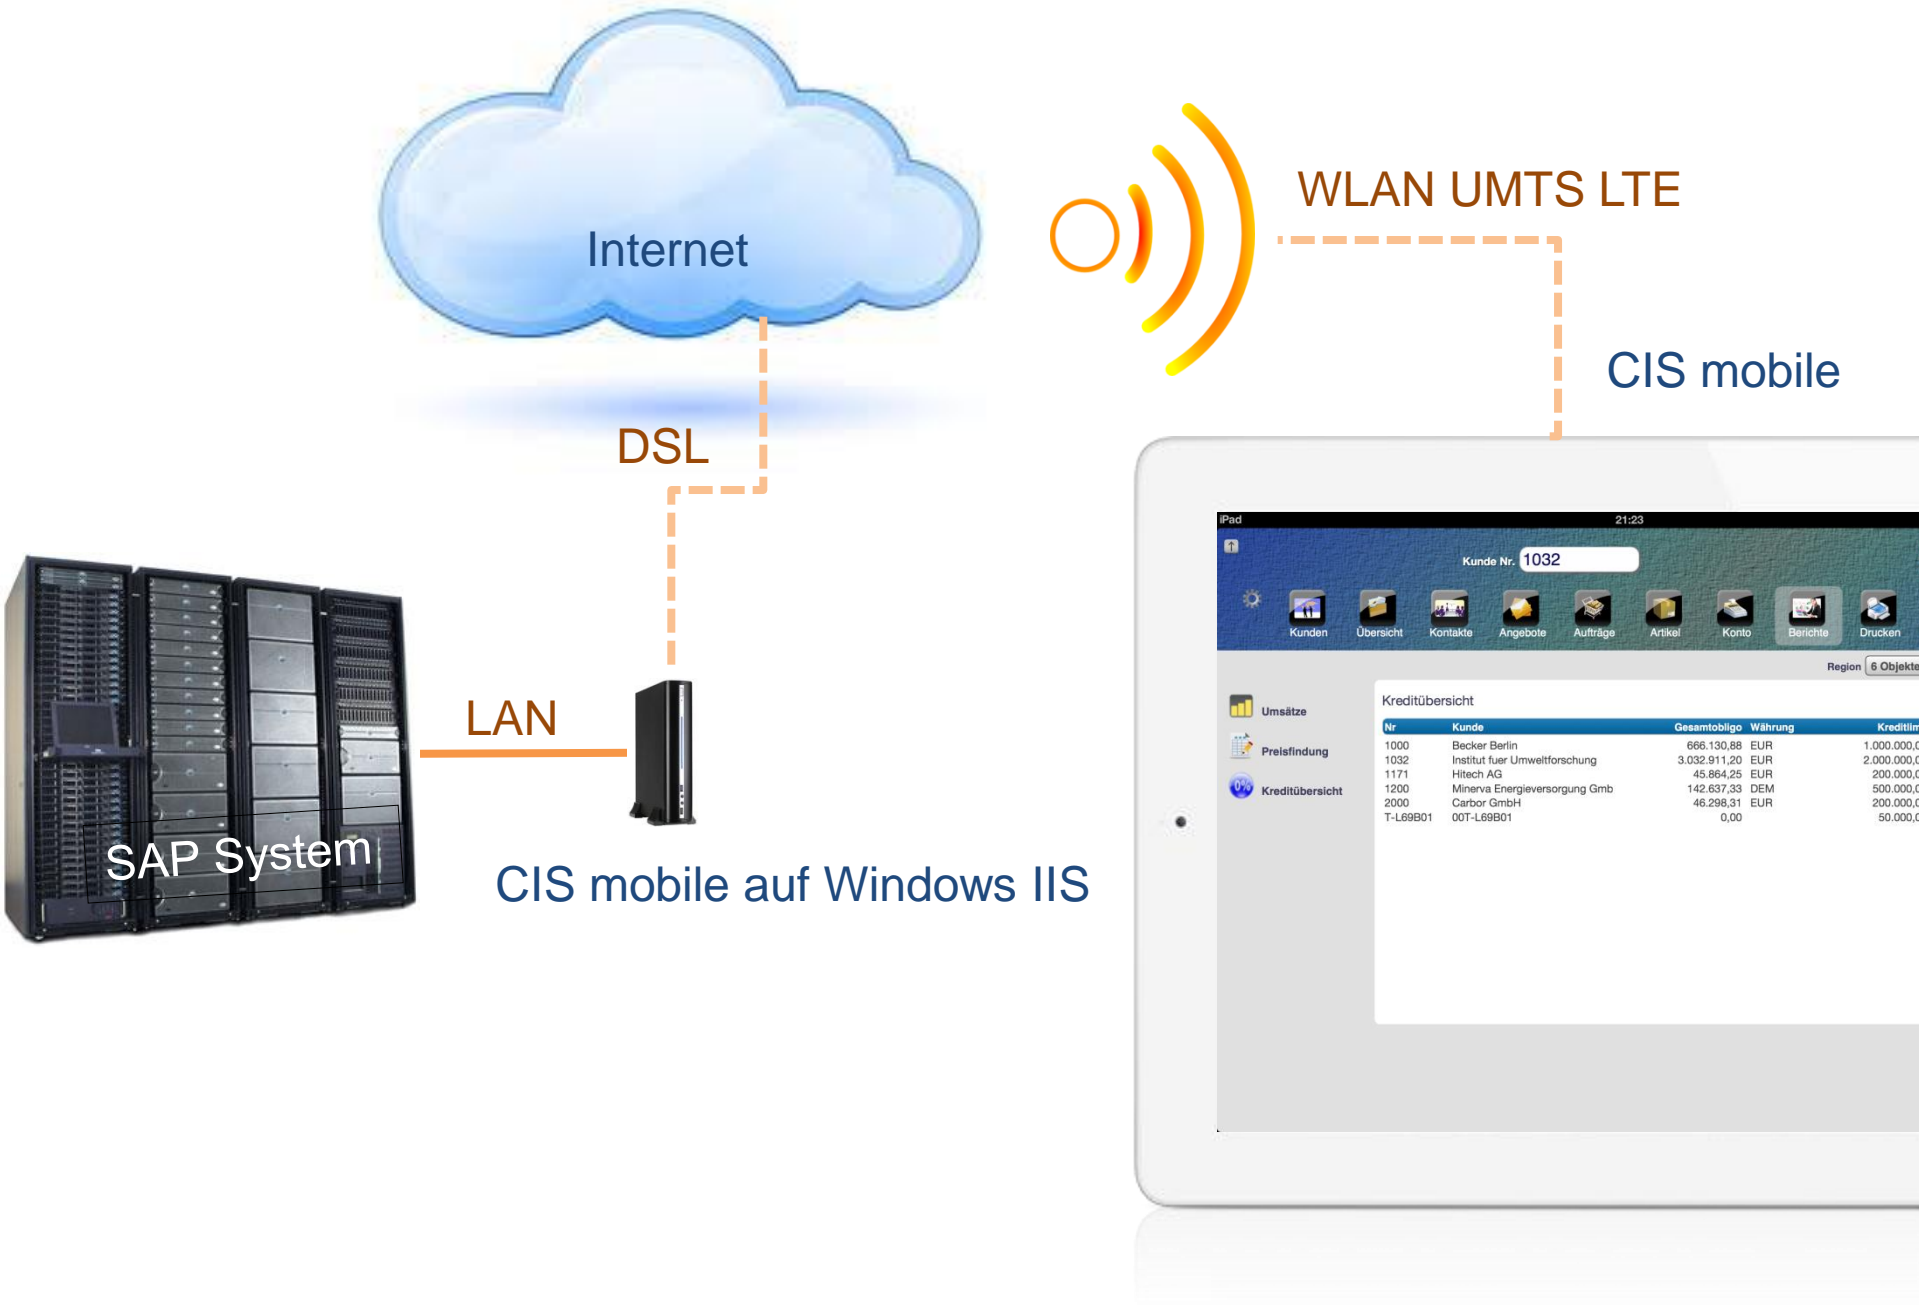 Internet
WLAN UMTS LTE
CIS mobile
DSL
LAN
SAP System
CIS mobile auf Windows IIS
iPad 21:23
Kunde Nr. 1032
Kunden Übersicht Kontakte Angebote Aufträge Artikel Konto Berichte Drucken
Region 6 Objekte
Umsätze
Preisfindung
0% Kreditübersicht
Kreditübersicht
Nr Kunde Gesamtobligo Währung Kreditlim
1000 Becker Berlin 666.130,88 EUR 1.000.000,0
1032 Institut fuer Umweltforschung 3.032.911,20 EUR 2.000.000,0
1171 Hitech AG 45.864,25 EUR 200.000,0
1200 Minerva Energieversorgung Gmb 142.637,33 DEM 500.000,0
2000 Carbor GmbH 46.298,31 EUR 200.000,0
T-L69B01 00T-L69B01 0,00 50.000,0